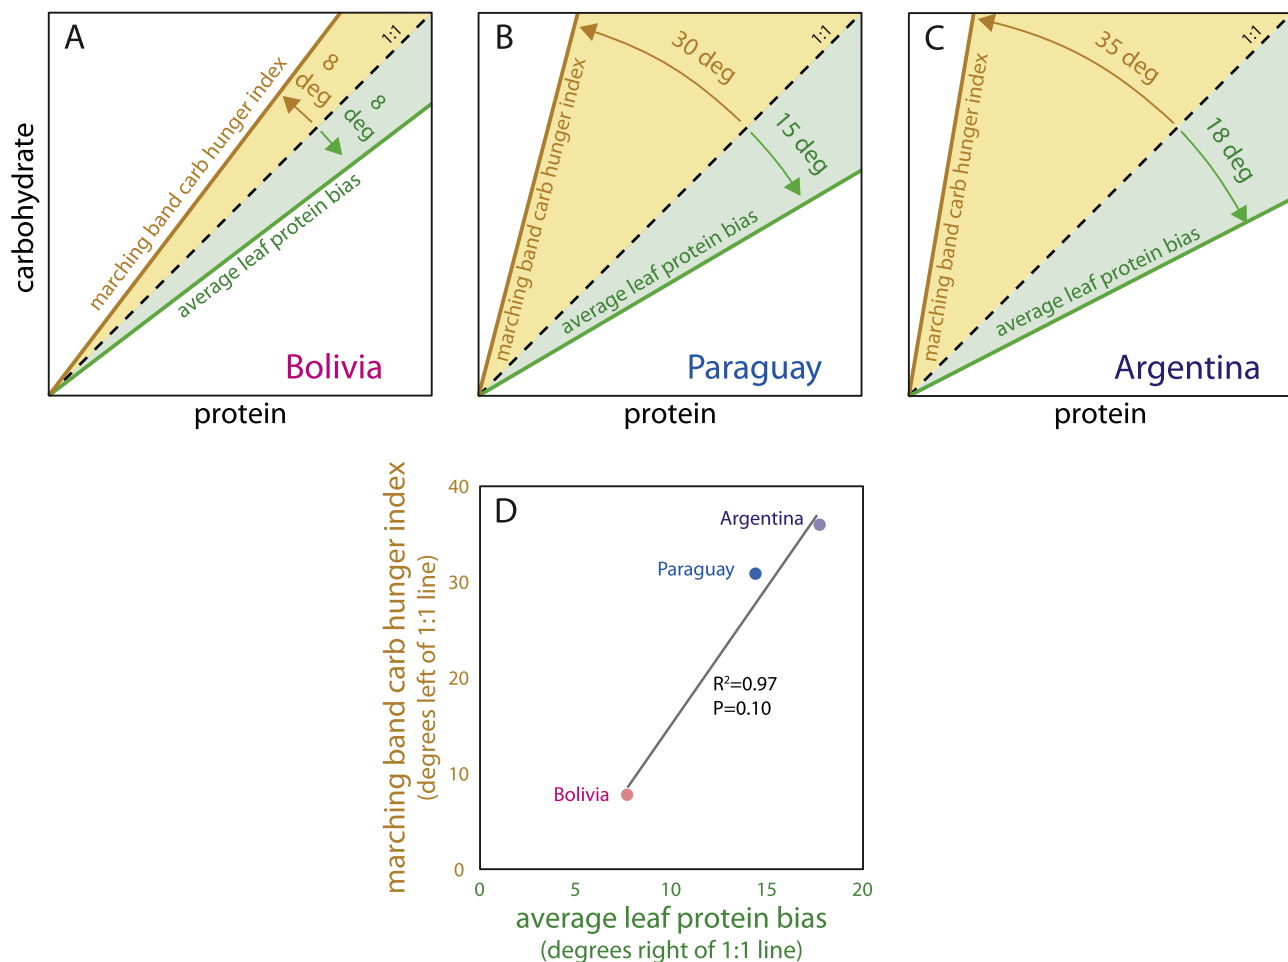 A
1:1
8
deg
8
deg
marching band carb hunger index
average leaf protein bias
Bolivia
carbohydrate
protein
B
1:1
30 deg
15 deg
marching band carb hunger index
average leaf protein bias
Paraguay
protein
C
1:1
35 deg
18 deg
marching band carb hunger index
average leaf protein bias
Argentina
protein
D
marching band carb hunger index
(degrees left of 1:1 line)
40
30
20
10
0
Argentina
Paraguay
R²=0.97
P=0.10
Bolivia
0 5 10 15 20
average leaf protein bias
(degrees right of 1:1 line)